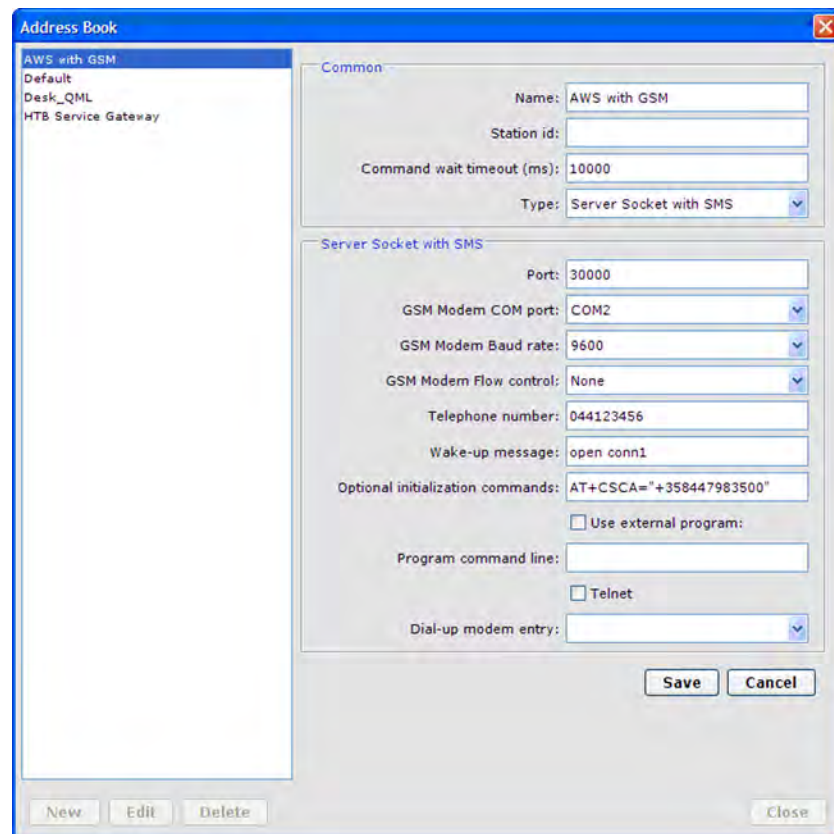 Address Book
AWS with GSM
Default
Desk_QML
HTB Service Gateway
Common
Name: AWS with GSM
Station id:
Command wait timeout (ms): 10000
Type: Server Socket with SMS
Server Socket with SMS
Port: 30000
GSM Modem COM port: COM2
GSM Modem Baud rate: 9600
GSM Modem Flow control: None
Telephone number: 044123456
Wake-up message: open conn1
Optional initialization commands: AT+CSCA="+358447983500"
Use external program:
Program command line:
Telnet
Dial-up modem entry:
Save Cancel
New Edit Delete Close